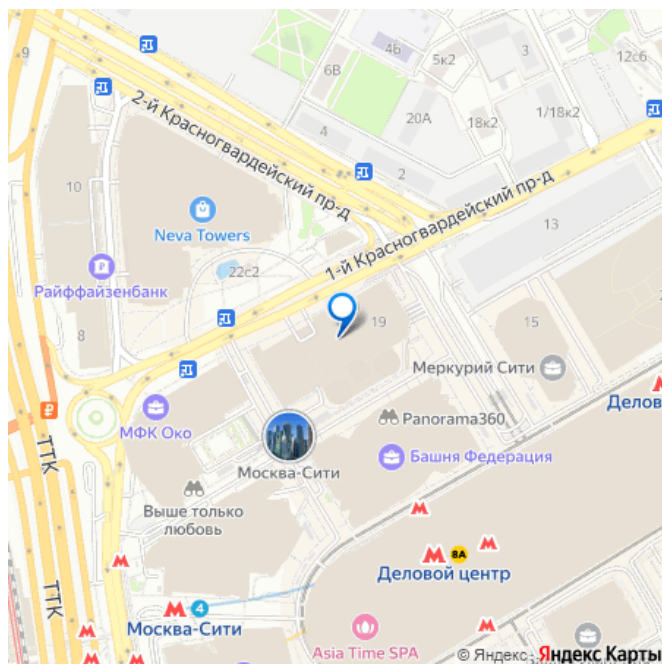 9
6В
4Б
5к2
3
12с6
2-й Красногвардейский пр-д
20А
18к2
1/18к2
4
2
10
1-й Красногвардейский пр-д
13
Neva Towers
22с2
Райффайзенбанк
8
19
15
Меркурий Сити
Делов
ТТК
МФК Око
Panorama360
Москва-Сити
Башня Федерация
Выше только
любовь
8А
Деловой центр
ТТК
4
Москва-Сити
Asia Time SPA
© Яндекс Яндекс Карты